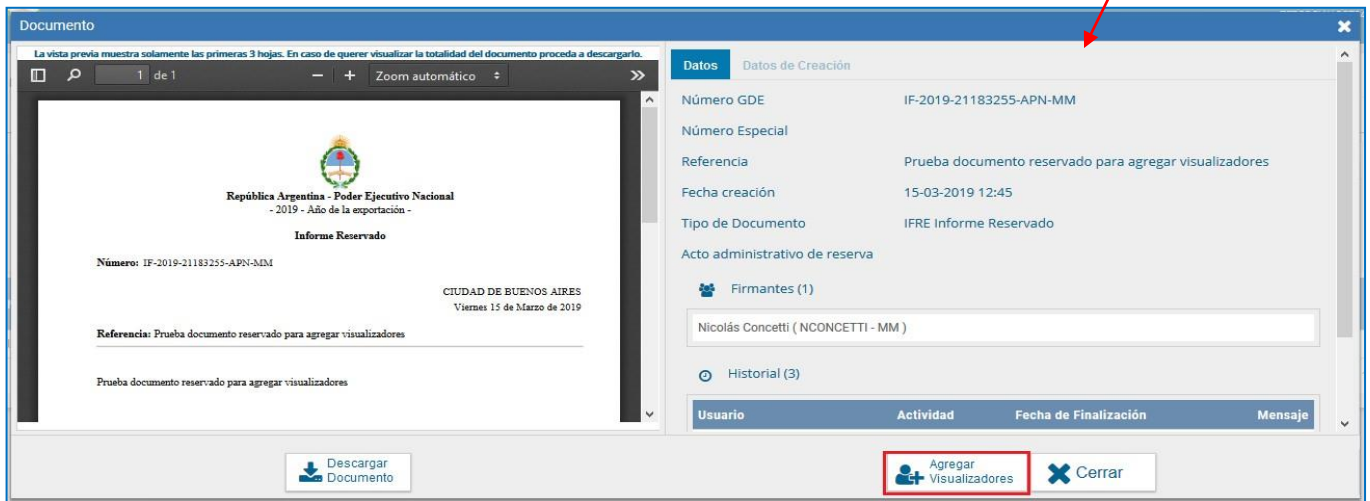 Documento
La vista previa muestra solamente las primeras 3 hojas. En caso de querer visualizar la totalidad del documento proceda a descargarlo.
1 de 1
Zoom automático
República Argentina - Poder Ejecutivo Nacional
- 2019 - Año de la exportación -
Informe Reservado
Número: IF-2019-21183255-APN-MM
CIUDAD DE BUENOS AIRES
Viernes 15 de Marzo de 2019
Referencia: Prueba documento reservado para agregar visualizadores
Prueba documento reservado para agregar visualizadores
Datos Datos de Creación
Número GDE IF-2019-21183255-APN-MM
Número Especial
Referencia Prueba documento reservado para agregar visualizadores
Fecha creación 15-03-2019 12:45
Tipo de Documento IFRE Informe Reservado
Acto administrativo de reserva
Firmantes (1)
Nicolás Concetti ( NCONCETTI - MM )
Historial (3)
Usuario Actividad Fecha de Finalización Mensaje
Descargar
Documento
Agregar
Visualizadores
Cerrar